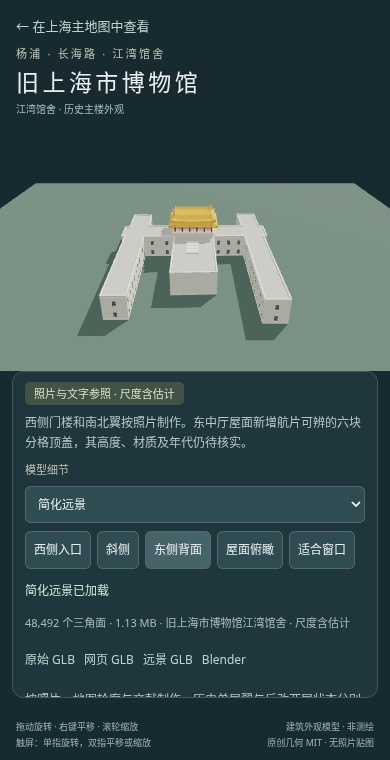 ← 在上海主地图中查看
杨浦 · 长海路 · 江湾馆舍
旧上海市博物馆
江湾馆舍 · 历史主楼外观
照片与文字参照 · 尺度含估计
西侧门楼和南北翼按照片制作。东中厅屋面新增航片可辨的六块
分格顶盖，其高度、材质及年代仍待核实。
模型细节
简化远景
西侧入口 斜侧 东侧背面 屋面俯瞰 适合窗口
简化远景已加载
48,492 个三角面 · 1.13 MB · 旧上海市博物馆江湾馆舍 · 尺度含估计
原始 GLB 网页 GLB 远景 GLB Blender
拖动旋转 · 右键平移 · 滚轮缩放
触屏：单指旋转，双指平移或缩放
建筑外观模型 · 非测绘
原创几何 MIT · 无照片贴图